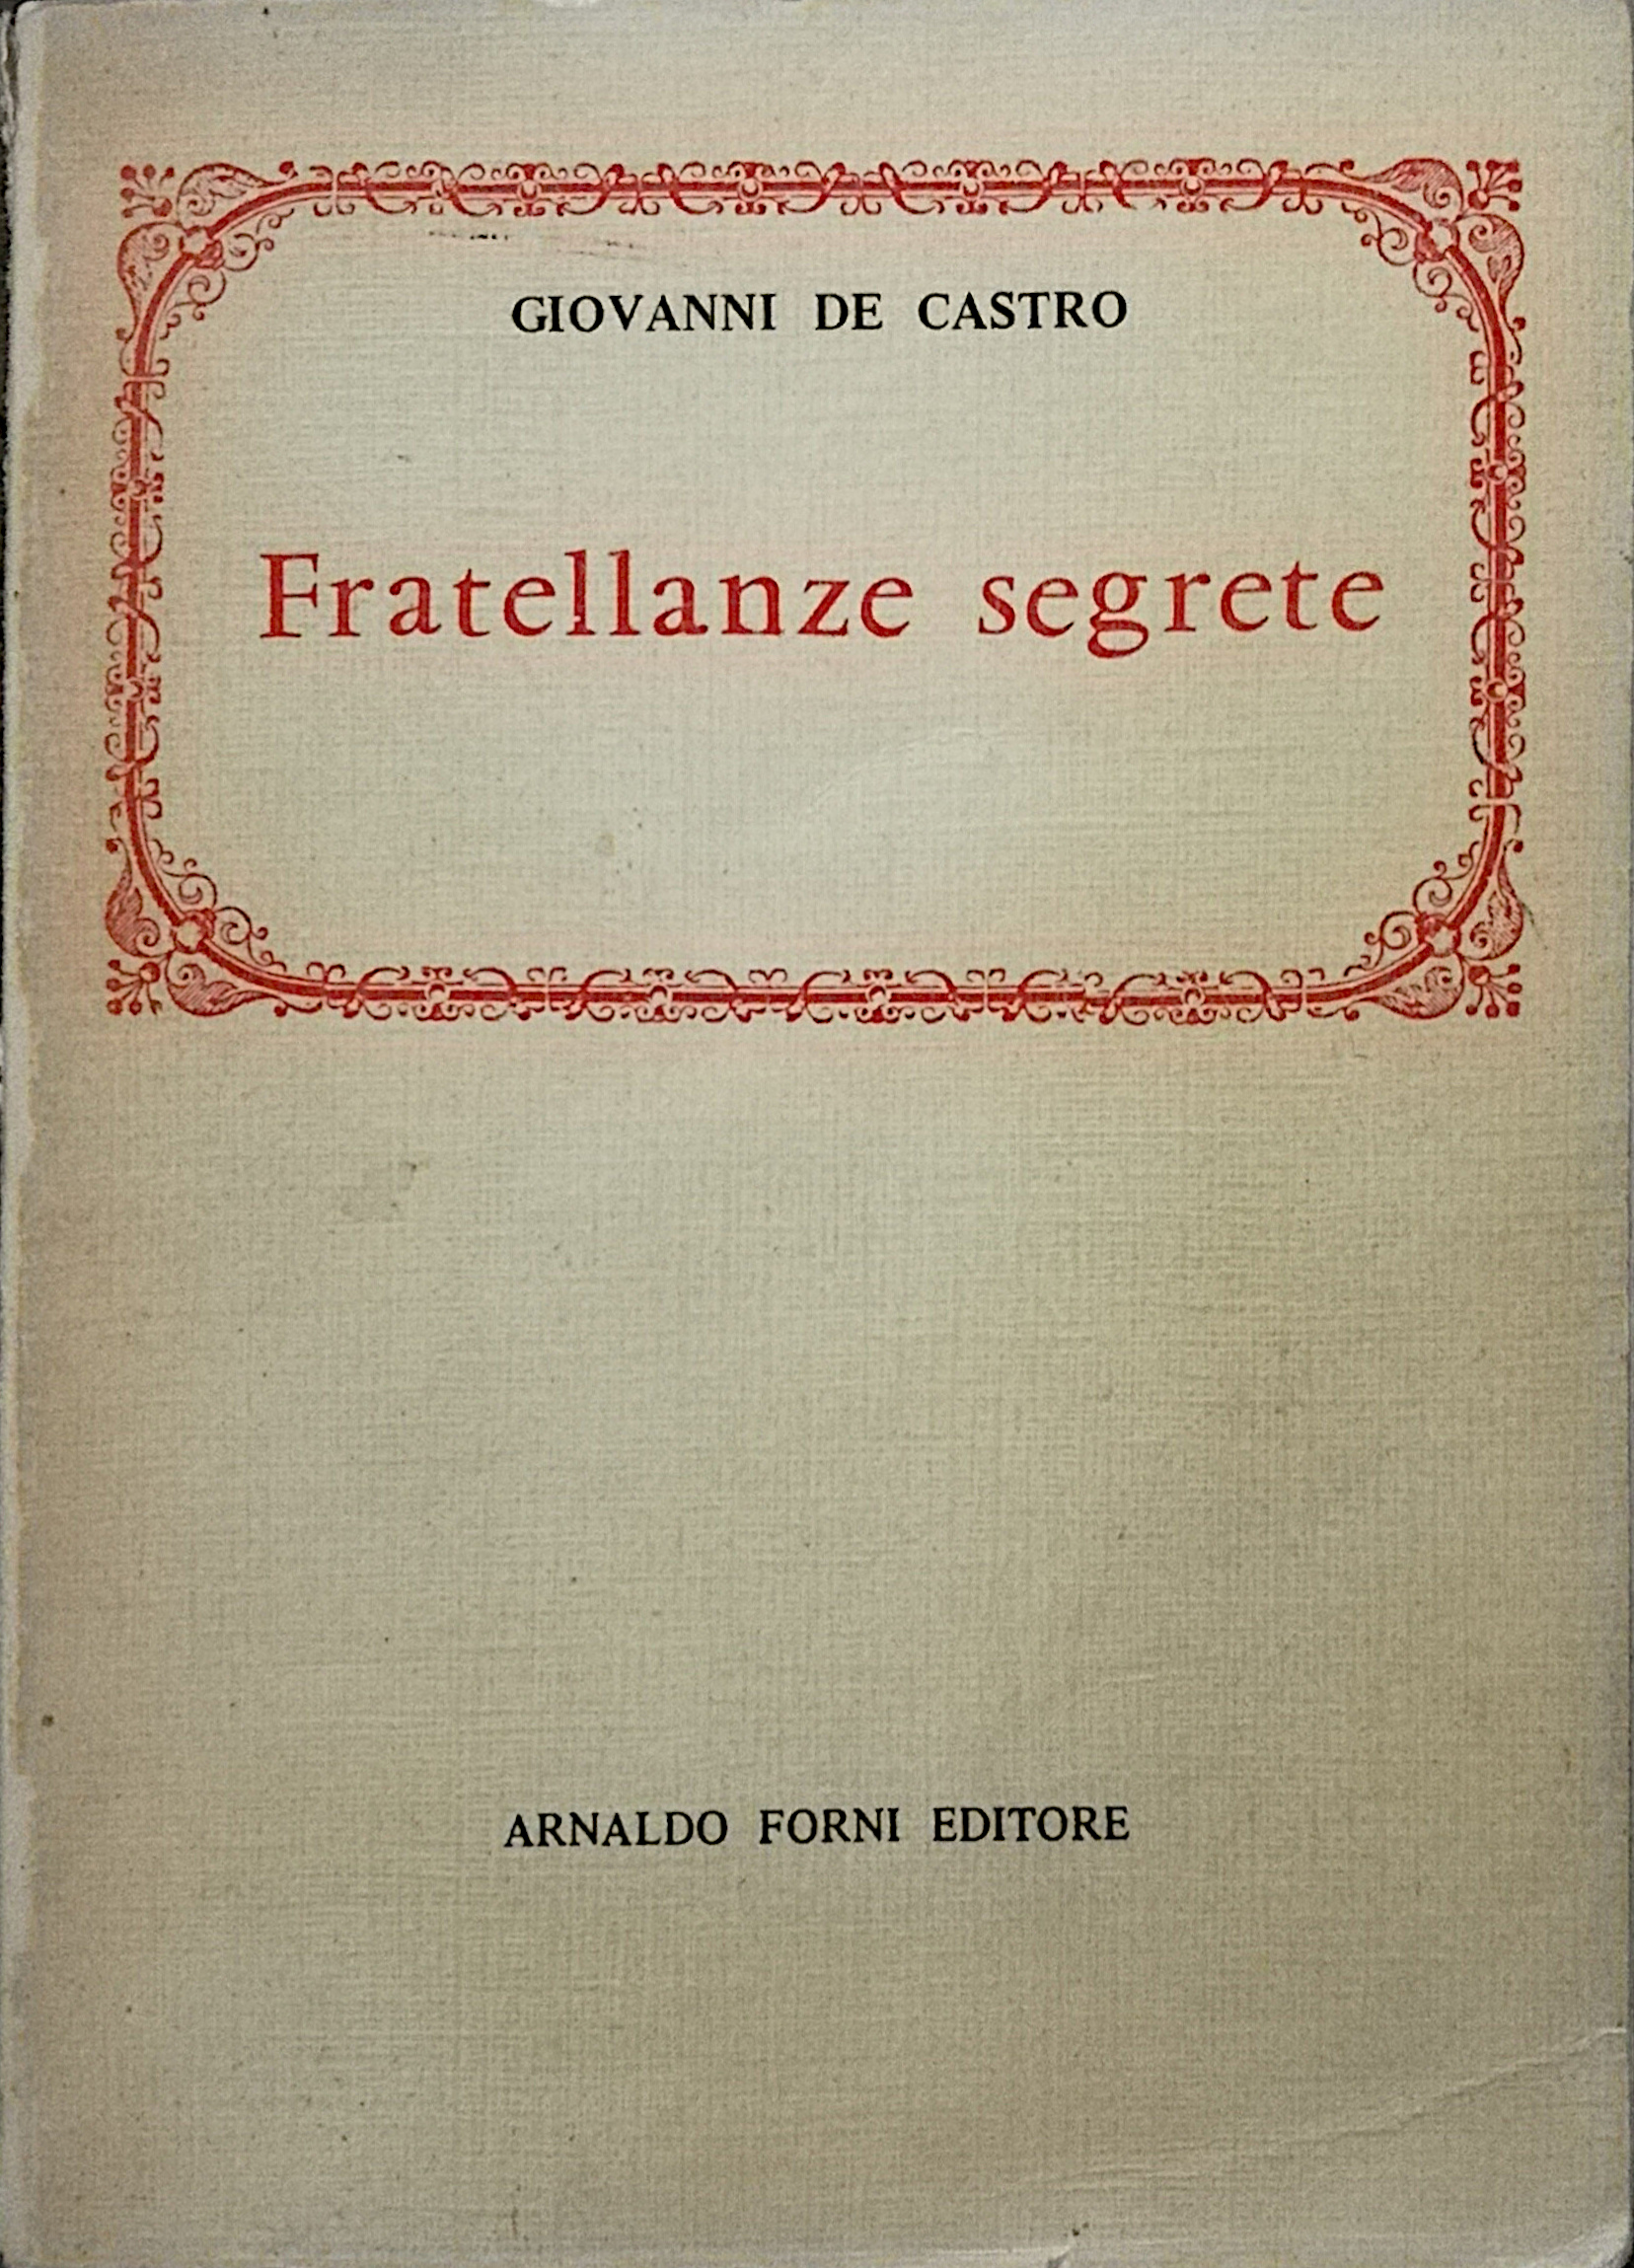 GIOVANNI DE CASTRO
Fratellanze segrete
ARNALDO FORNI EDITORE